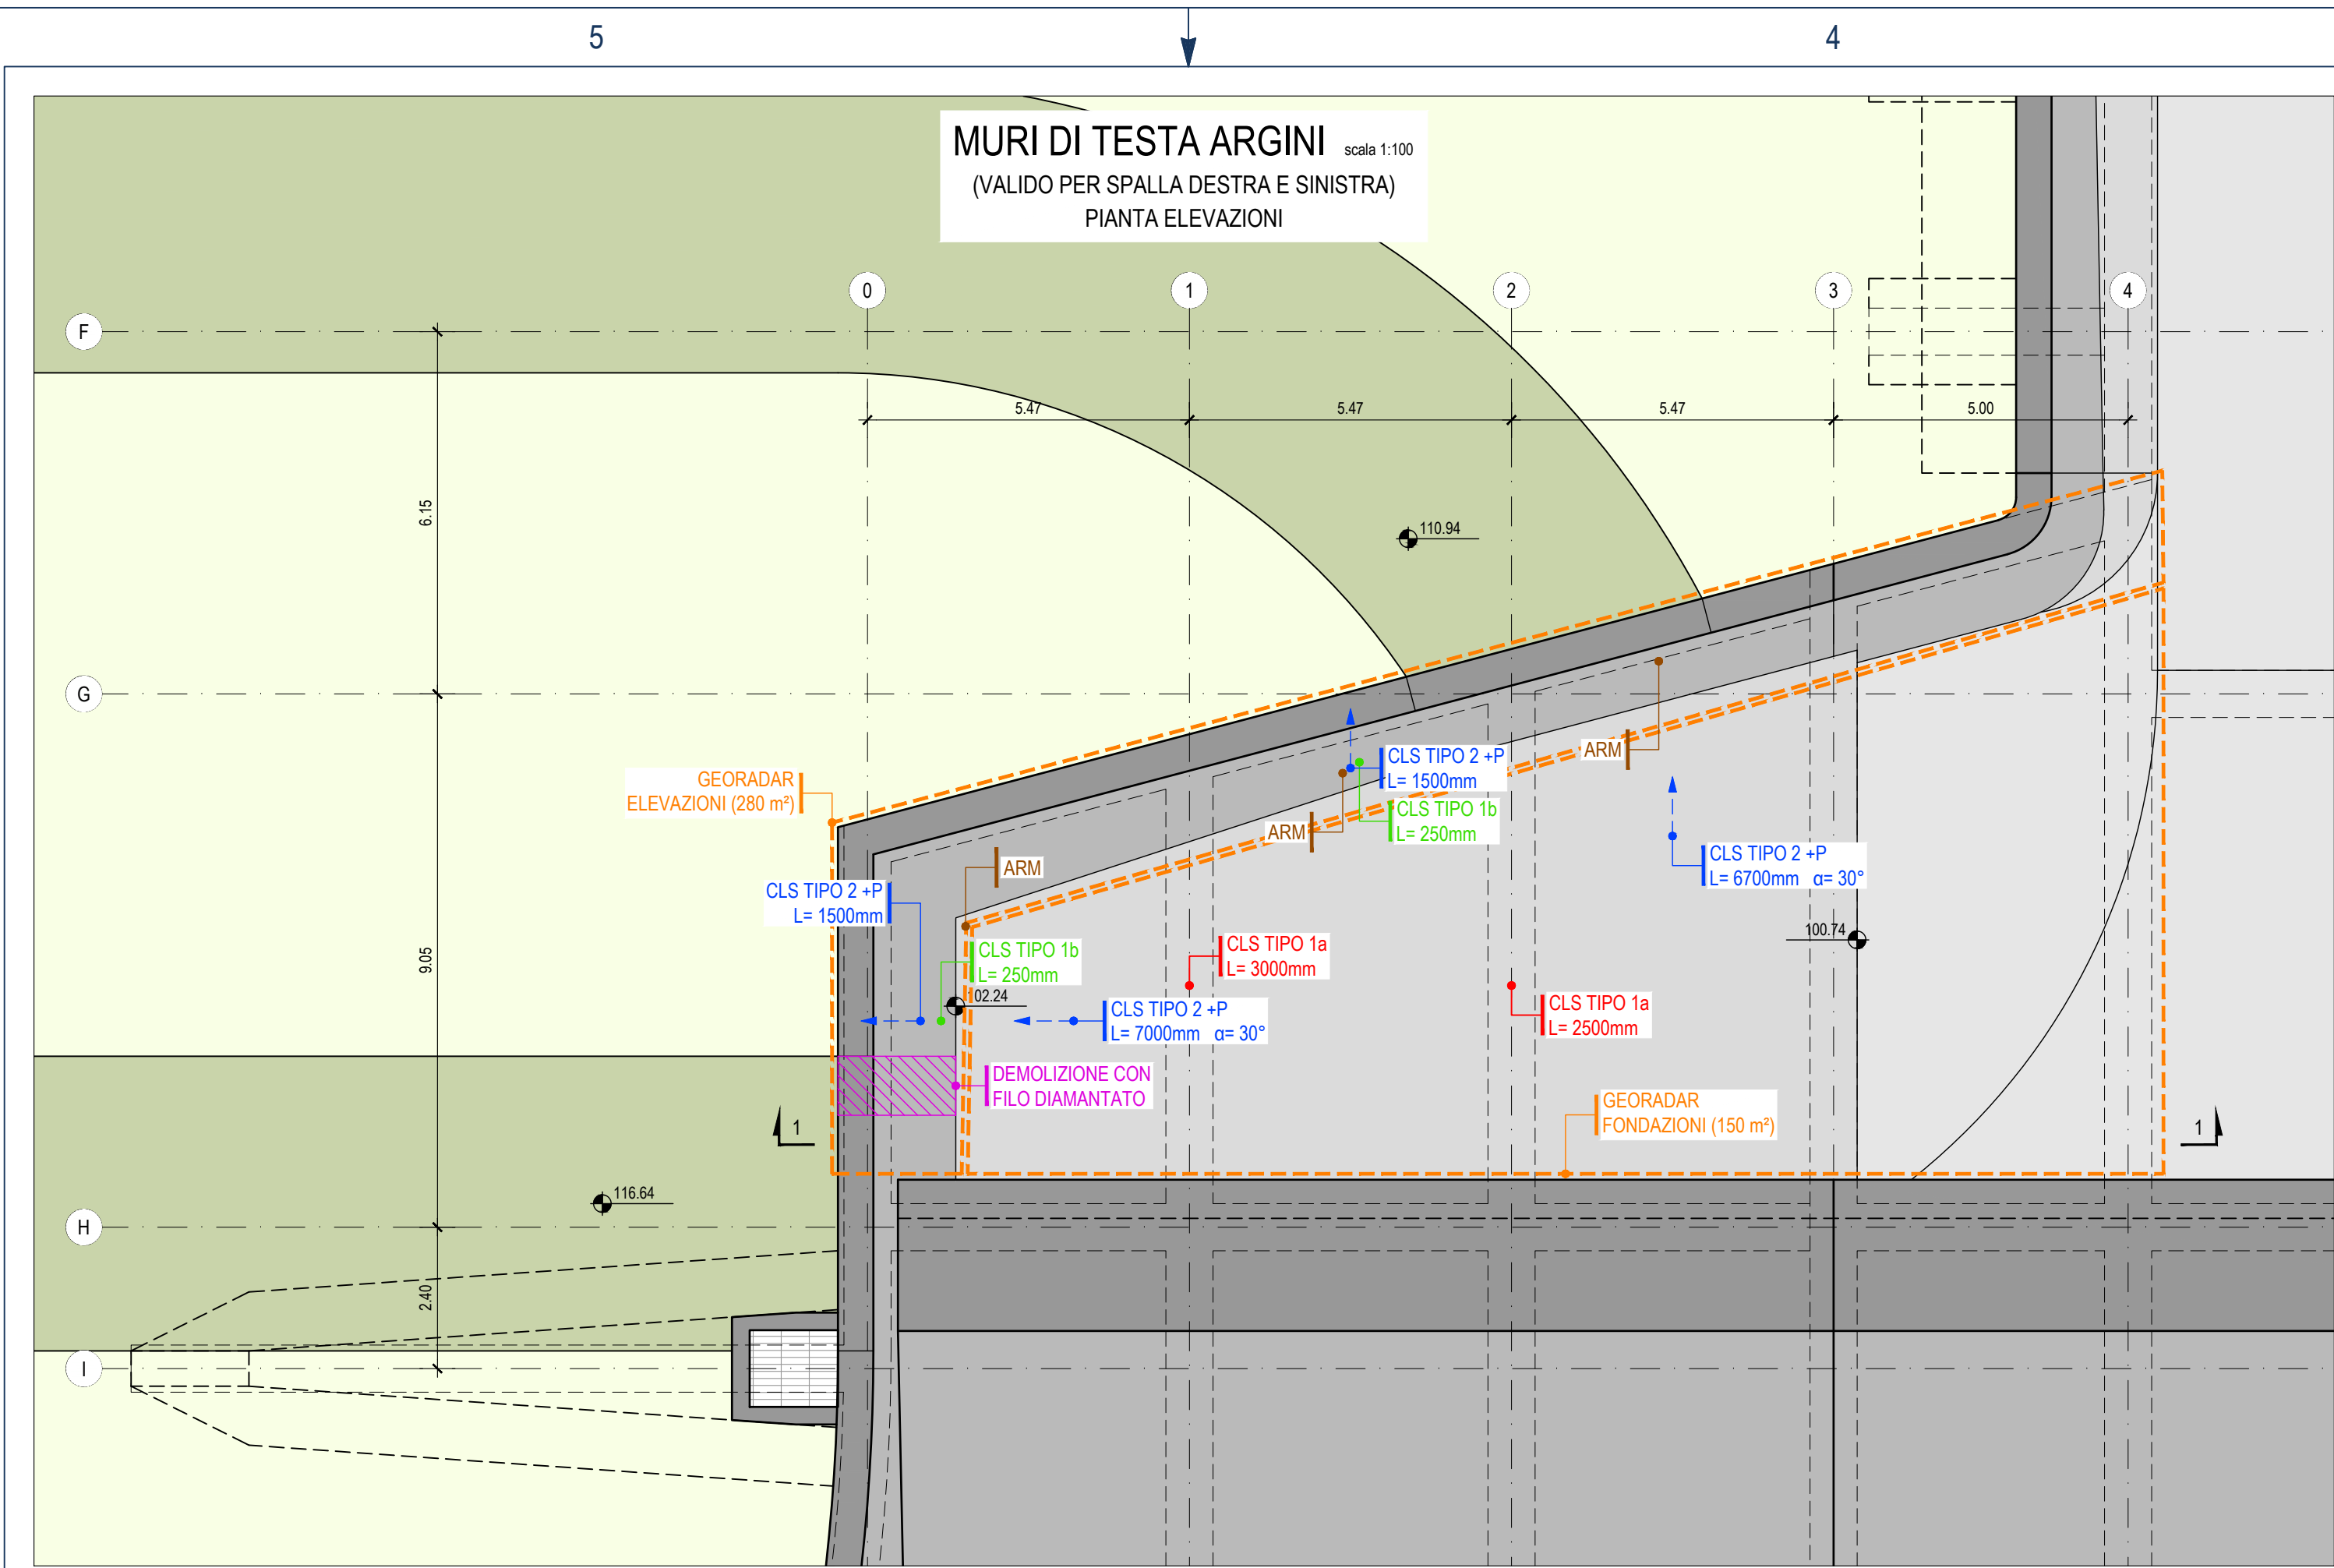 5
4
MURI DI TESTA ARGINI scala 1:100
(VALIDO PER SPALLA DESTRA E SINISTRA)
PIANTA ELEVAZIONI
0
1
2
3
4
F
5.47
5.47
5.47
5.00
6.15
110.94
G
ARM
CLS TIPO 2 +P
L= 1500mm
GEORADAR
ELEVAZIONI (280 m²)
CLS TIPO 1b
L= 250mm
ARM
CLS TIPO 2 +P
L= 6700mm α= 30°
ARM
CLS TIPO 2 +P
L= 1500mm
100.74
9.05
CLS TIPO 1b
L= 250mm
CLS TIPO 1a
L= 3000mm
02.24
CLS TIPO 2 +P
L= 7000mm α= 30°
CLS TIPO 1a
L= 2500mm
DEMOLIZIONE CON
FILO DIAMANTATO
GEORADAR
FONDAZIONI (150 m²)
1
1
116.64
H
2.40
I